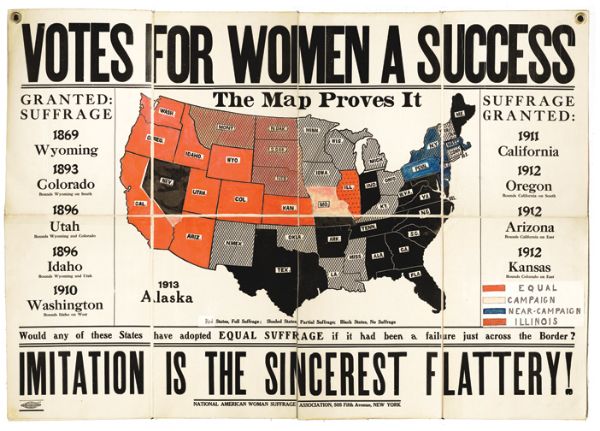 VOTES FOR WOMEN A SUCCESS
The Map Proves It
GRANTED:
SUFFRAGE
1869
Wyoming
1893
Colorado
Bounds Wyoming on South
1896
Utah
Bounds Wyoming and Colorado
1896
Idaho
Bounds Wyoming and Utah
1910
Washington
Bounds Idaho on West
WASH.
OREG.
CAL.
NEV.
IDAHO
MONT.
WYO.
UTAH
COL.
ARIZ
N.MEX.
N.DAK.
S.DAK.
KAN.
OKLA.
TEX.
MINN.
IOWA
MO.
ARK.
LA
WIS.
MICH
ILL
IND.
KY
TENN.
MISS
ALA
GA
FLA
S.C.
N.C.
VA
PENN.
N.Y.
ME
1913
Alaska
SUFFRAGE
GRANTED:
1911
California
1912
Oregon
Bounds California on North
1912
Arizona
Bounds California on East
1912
Kansas
Bounds Colorado on East
EQUAL
CAMPAIGN
NEAR-CAMPAIGN
ILLINOIS
Red States, Full Suffrage; Shaded States, Partial Suffrage; Black States, No Suffrage
Would any of these States have adopted EQUAL SUFFRAGE if it had been a failure just across the Border?
IMITATION IS THE SINCEREST FLATTERY!
NATIONAL AMERICAN WOMAN SUFFRAGE ASSOCIATION, 505 Fifth Avenue, NEW YORK